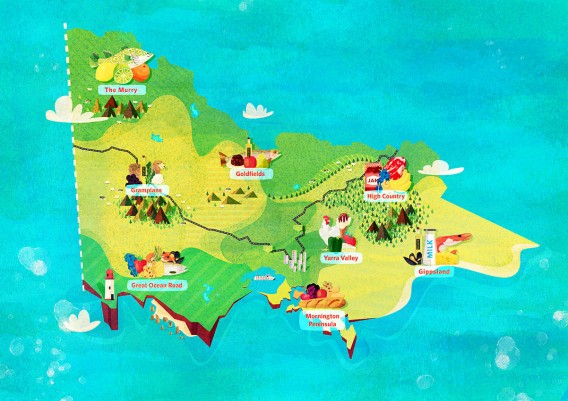 The Murry
Goldfields
Grampians
JAM
High Country
Yarra Valley
MILK
Gippsland
Great Ocean Road
Mornington
Peninsula